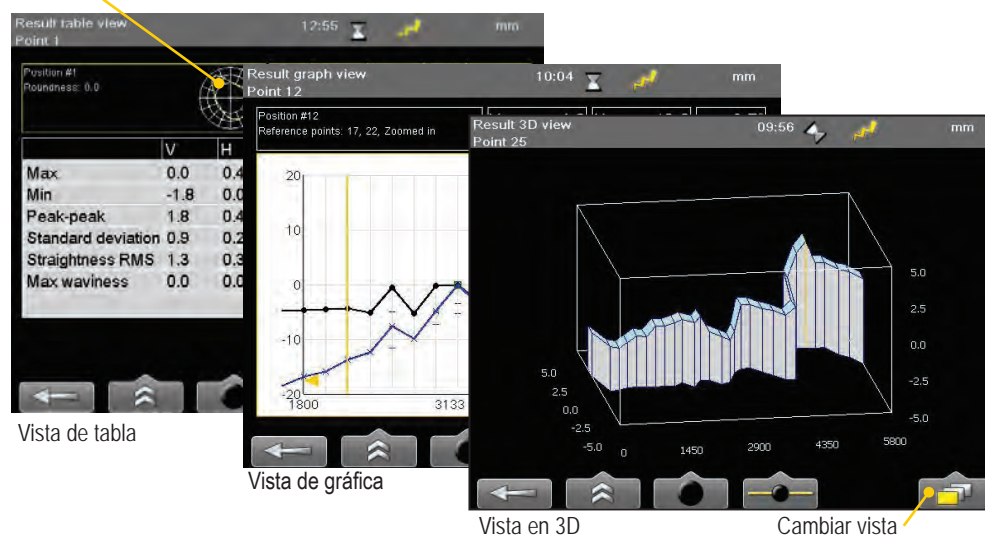 Result table view 12:55 mm
Point 1
Position #1
Roundness: 0.0
V H
Max 0.0 0.4
Min -1.8 0.0
Peak-peak 1.8 0.4
Standard deviation 0.9 0.2
Straightness RMS 1.3 0.3
Max waviness 0.0 0.0
Vista de tabla
Result graph view 10:04 mm
Point 12
Position #12
Reference points: 17, 22, Zoomed in
20
10
0
-10
-20
1800 3133
Vista de gráfica
Result 3D view 09:56 mm
Point 25
5.0
2.5
0.0
-2.5
-5.0
5.0
2.5
0.0
-2.5
-5.0 0 1450 2900 4350 5800
Vista en 3D
Cambiar vista